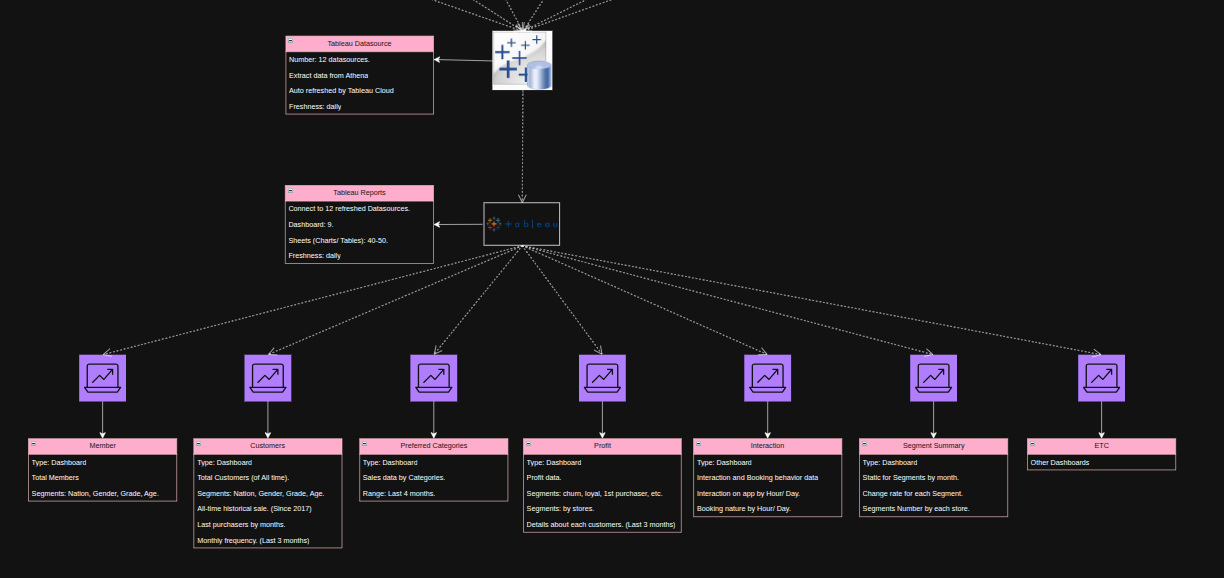 Tableau Datasource
Number: 12 datasources.
Extract data from Athena
Auto refreshed by Tableau Cloud
Freshness: daily
Tableau Reports
Connect to 12 refreshed Datasources.
Dashboard: 9.
Sheets (Charts/ Tables): 40-50.
Freshness: daily
+ableau
Member
Type: Dashboard
Total Members
Segments: Nation, Gender, Grade, Age.
Customers
Type: Dashboard
Total Customers (of All time).
Segments: Nation, Gender, Grade, Age.
All-time historical sale. (Since 2017)
Last purchasers by months.
Monthly frequency. (Last 3 months)
Preferred Categories
Type: Dashboard
Sales data by Categories.
Range: Last 4 months.
Profit
Type: Dashboard
Profit data.
Segments: churn, loyal, 1st purchaser, etc.
Segments: by stores.
Details about each customers. (Last 3 months)
Interaction
Type: Dashboard
Interaction and Booking behavior data
Interaction on app by Hour/ Day.
Booking nature by Hour/ Day.
Segment Summary
Type: Dashboard
Static for Segments by month.
Change rate for each Segment.
Segments Number by each store.
ETC
Other Dashboards